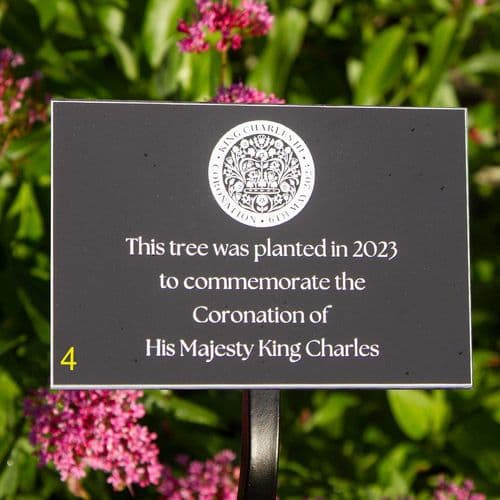 KING CHARLES III · 6TH MAY 2023 · CORONATION ·
This tree was planted in 2023
to commemorate the
Coronation of
His Majesty King Charles
4